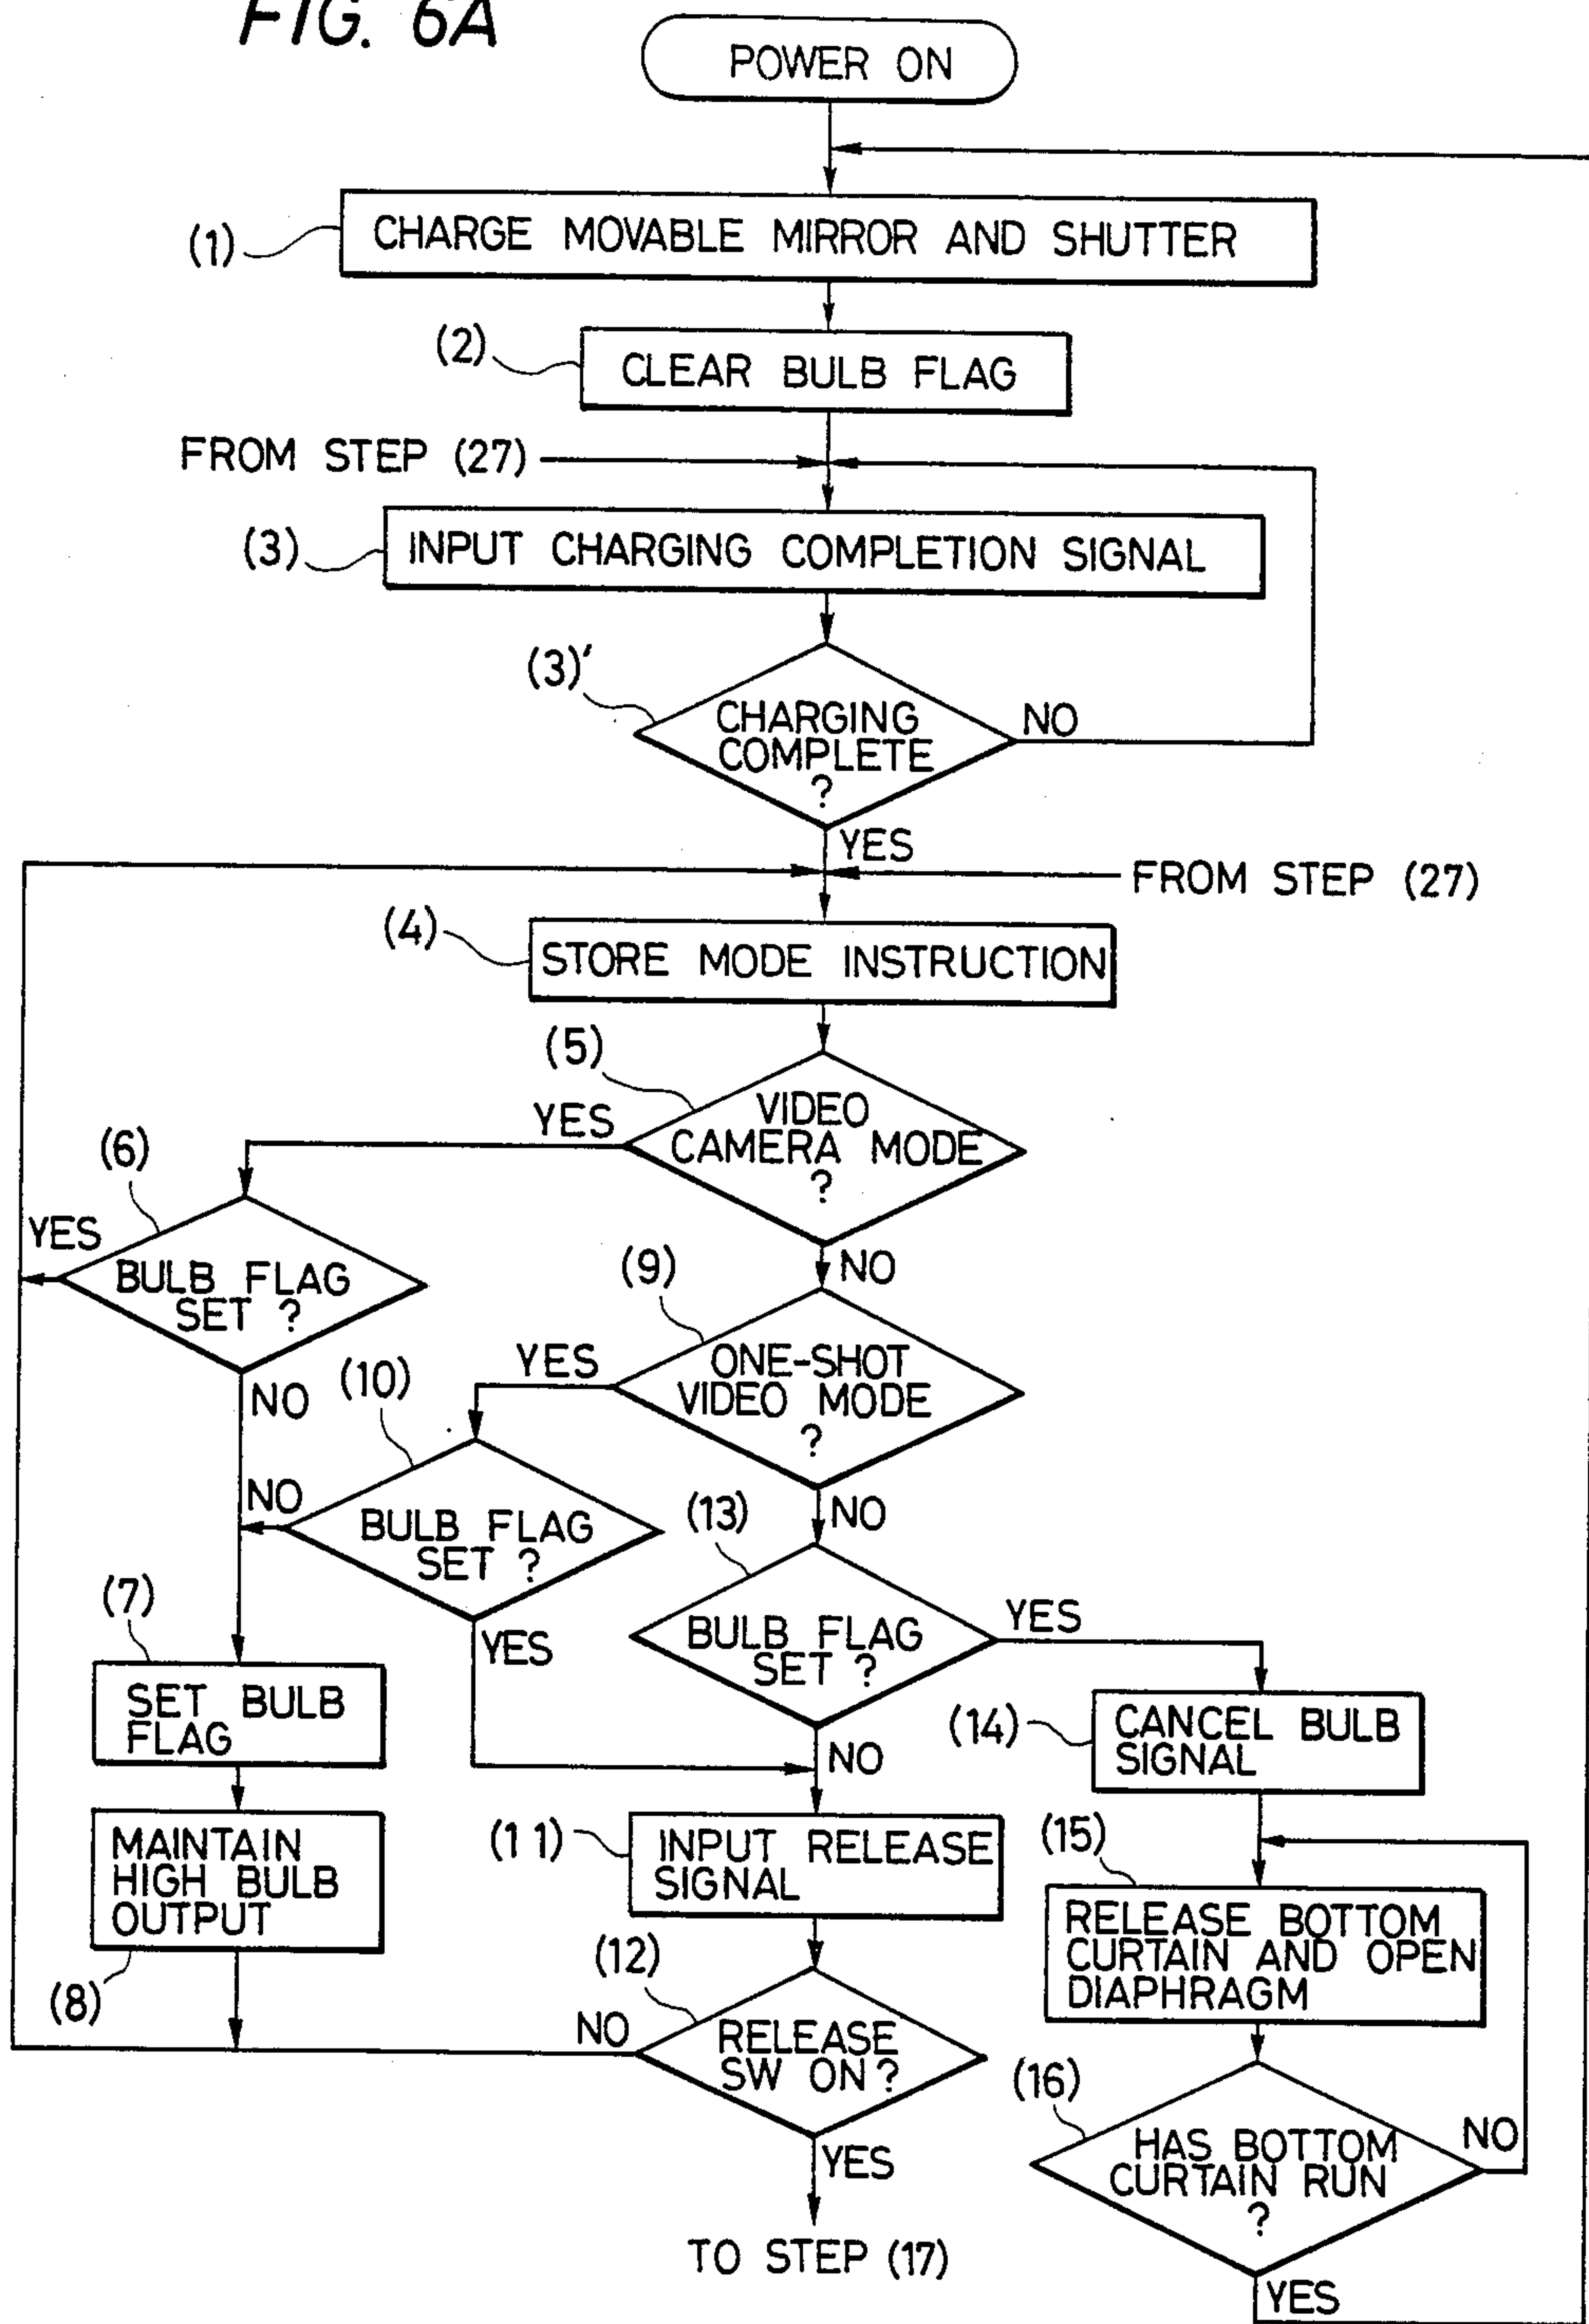 FIG. 6A
POWER ON
(1)
CHARGE MOVABLE MIRROR AND SHUTTER
(2)
CLEAR BULB FLAG
FROM STEP (27)
(3)
INPUT CHARGING COMPLETION SIGNAL
(3)'
CHARGING
COMPLETE
?
NO
YES
FROM STEP (27)
(4)
STORE MODE INSTRUCTION
(5)
VIDEO
CAMERA MODE
?
YES
NO
(6)
YES
BULB FLAG
SET ?
NO
(9)
ONE-SHOT
VIDEO MODE
?
YES
NO
(10)
NO
BULB FLAG
SET ?
YES
(13)
BULB FLAG
SET ?
YES
NO
(7)
SET BULB
FLAG
(14)
CANCEL BULB
SIGNAL
MAINTAIN
HIGH BULB
OUTPUT
(8)
(11)
INPUT RELEASE
SIGNAL
(15)
RELEASE BOTTOM
CURTAIN AND OPEN
DIAPHRAGM
(12)
NO
RELEASE
SW ON ?
YES
(16)
HAS BOTTOM
CURTAIN RUN
?
NO
YES
TO STEP (17)